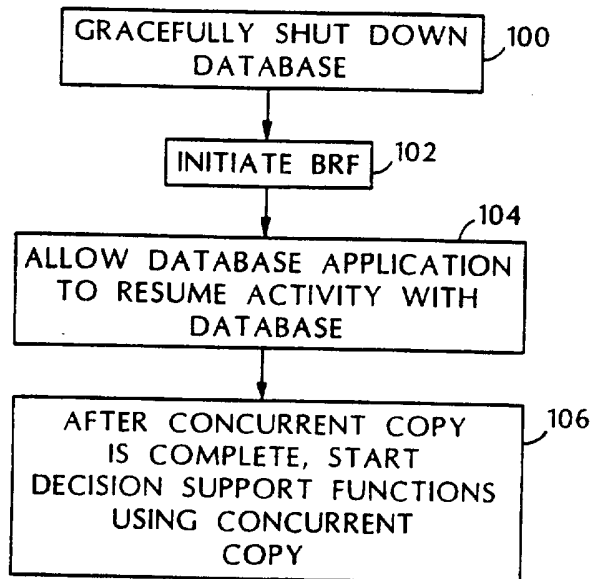 GRACEFULLY SHUT DOWN
DATABASE
100
INITIATE BRF
102
104
ALLOW DATABASE APPLICATION
TO RESUME ACTIVITY WITH
DATABASE
AFTER CONCURRENT COPY
IS COMPLETE, START
DECISION SUPPORT FUNCTIONS
USING CONCURRENT
COPY
106